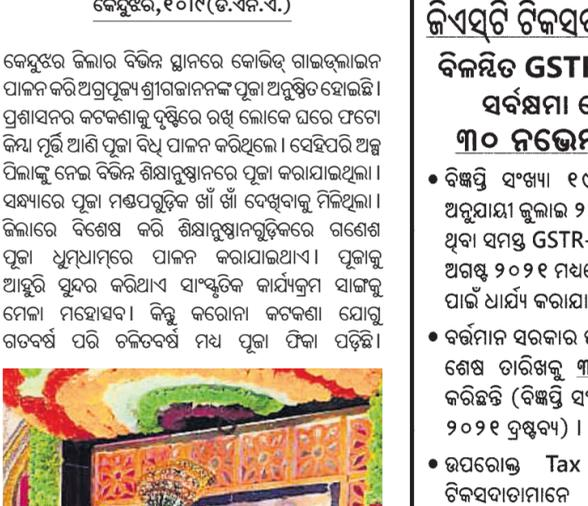 କେନ୍ଦୁଝର,୧୦।୯(ଡି.ଏନ.ଏ.)
କେନ୍ଦୁଝର ଜିଲାର ବିଭିନ୍ନ ସ୍ଥାନରେ କୋଭିଡ୍ ଗାଇଡ୍‌ଲାଇନ
ପାଳନ କରି ଅଗ୍ରପୂଜ୍ୟ ଶ୍ରୀଗଜାନନଙ୍କ ପୂଜା ଅନୁଷ୍ଠିତ ହୋଇଛି ।
ପ୍ରଶାସନର କଟକଣାକୁ ଦୃଷ୍ଟିରେ ରଖି ଲୋକେ ଘରେ ଫଟୋ
କିମ୍ୱା ମୂର୍ତ୍ତି ଆଣି ପୂଜା ବିଧି ପାଳନ କରିଥିଲେ । ସେହିପରି ଅଳ୍ପ
ପିଲାଙ୍କୁ ନେଇ ବିଭିନ୍ନ ଶିକ୍ଷାନୁଷ୍ଠାନରେ ପୂଜା କରାଯାଇଥିଲା ।
ସନ୍ଧ୍ୟାରେ ପୂଜା ମଣ୍ଡପଗୁଡ଼ିକ ଖାଁ ଖାଁ ଦେଖିବାକୁ ମିଳିଥିଲା ।
ଜିଲାରେ ବିଶେଷ କରି ଶିକ୍ଷାନୁଷ୍ଠାନଗୁଡ଼ିକରେ ଗଣେଶ
ପୂଜା ଧୁମ୍‌ଧାମ୍‌ରେ ପାଳନ କରାଯାଇଥାଏ । ପୂଜାକୁ
ଆହୁରି ସୁନ୍ଦର କରିଥାଏ ସାଂସ୍କୃତିକ କାର୍ଯ୍ୟକ୍ରମ ସାଙ୍ଗକୁ
ମେଳା ମହୋତ୍ସବ । କିନ୍ତୁ କରୋନା କଟକଣା ଯୋଗୁ
ଗତବର୍ଷ ପରି ଚଳିତବର୍ଷ ମଧ୍ୟ ପୂଜା ଫିକା ପଡ଼ିଛି ।
ଜିଏସ୍‌ଟି ଟିକସଦ
ବିଳମ୍ୱିତ GSTR
ସର୍ବକ୍ଷମା
୩୦ ନଭେମ
• ବିଜ୍ଞପ୍ତି ସଂଖ୍ୟା ୧୯
ଅନୁଯାୟୀ ଜୁଲାଇ ୨
ଥିବା ସମସ୍ତ GSTR-
ଅଗଷ୍ଟ ୨୦୨୧ ମଧ୍ୟରେ
ପାଇଁ ଧାର୍ଯ୍ୟ କରାଯା
• ବର୍ତ୍ତମାନ ସରକାର
ଶେଷ ତାରିଖକୁ ୩
କରିଛନ୍ତି (ବିଜ୍ଞପ୍ତି ସଂ
୨୦୨୧ ଦ୍ରଷ୍ଟବ୍ୟ) ।
• ଉପରୋକ୍ତ Tax
ଟିକସଦାତାମାନେ